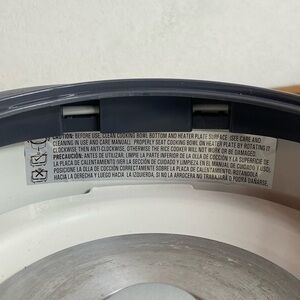 CAUTION: BEFORE USE, CLEAN COOKING BOWL BOTTOM AND HEATER PLATE SURFACE. (SEE CARE AND
CLEANING IN USE AND CARE MANUAL). PROPERLY SEAT COOKING BOWL ON HEATER PLATE BY ROTATING IT
CLOCKWISE THEN ANTI-CLOCKWISE. OTHERWISE THE RICE COOKER WILL NOT WORK OR BE DAMAGED.
PRECAUCIÓN: ANTES DE UTILIZAR, LIMPIE LA PARTE INFERIOR DE LA OLLA DE COCCIÓN Y LA SUPERFICIE DE
LA PLACA DE CALENTAMIENTO (VER LA SECCIÓN DE CUIDADO Y LIMPIEZA EN EL MANUAL DE CUIDADO Y USO).
POSICIONE LA OLLA DE COCCIÓN SOBRE LA PLACA DE CALENTAMIENTO, ROTANDOLA
HACIA LA DERECHA Y HACIA LA IZQUIERDA, SI NO LA ARROCERA NO TRABAJARÁ O PODRÍA DAÑARSE.